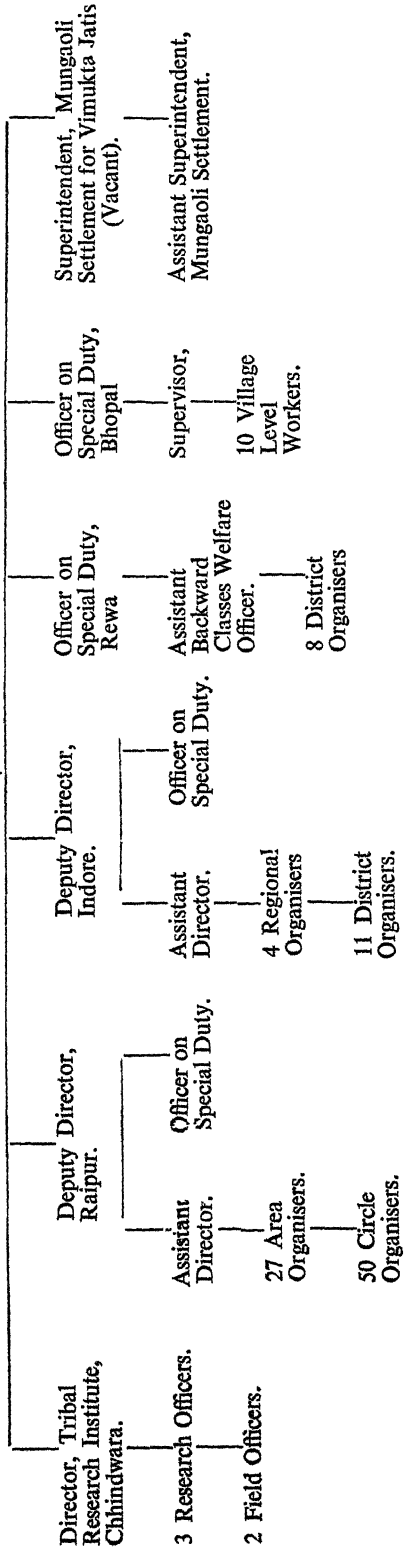 Director, Tribal
Research Institute,
Chhindwara.
3 Research Officers.
2 Field Officers.
Deputy Director,
Raipur.
Assistant
Director.
27 Area
Organisers.
50 Circle
Organisers.
Officer on
Special Duty.
Deputy Director,
Indore.
Assistant
Director.
4 Regional
Organisers
11 District
Organisers.
Officer on
Special Duty.
Officer on
Special Duty,
Rewa
Assistant
Backward
Classes Welfare
Officer.
8 District
Organisers
Officer on
Special Duty,
Bhopal
Supervisor,
10 Village
Level
Workers.
Superintendent, Mungaoli
Settlement for Vimukta Jatis
(Vacant).
Assistant Superintendent,
Mungaoli Settlement.